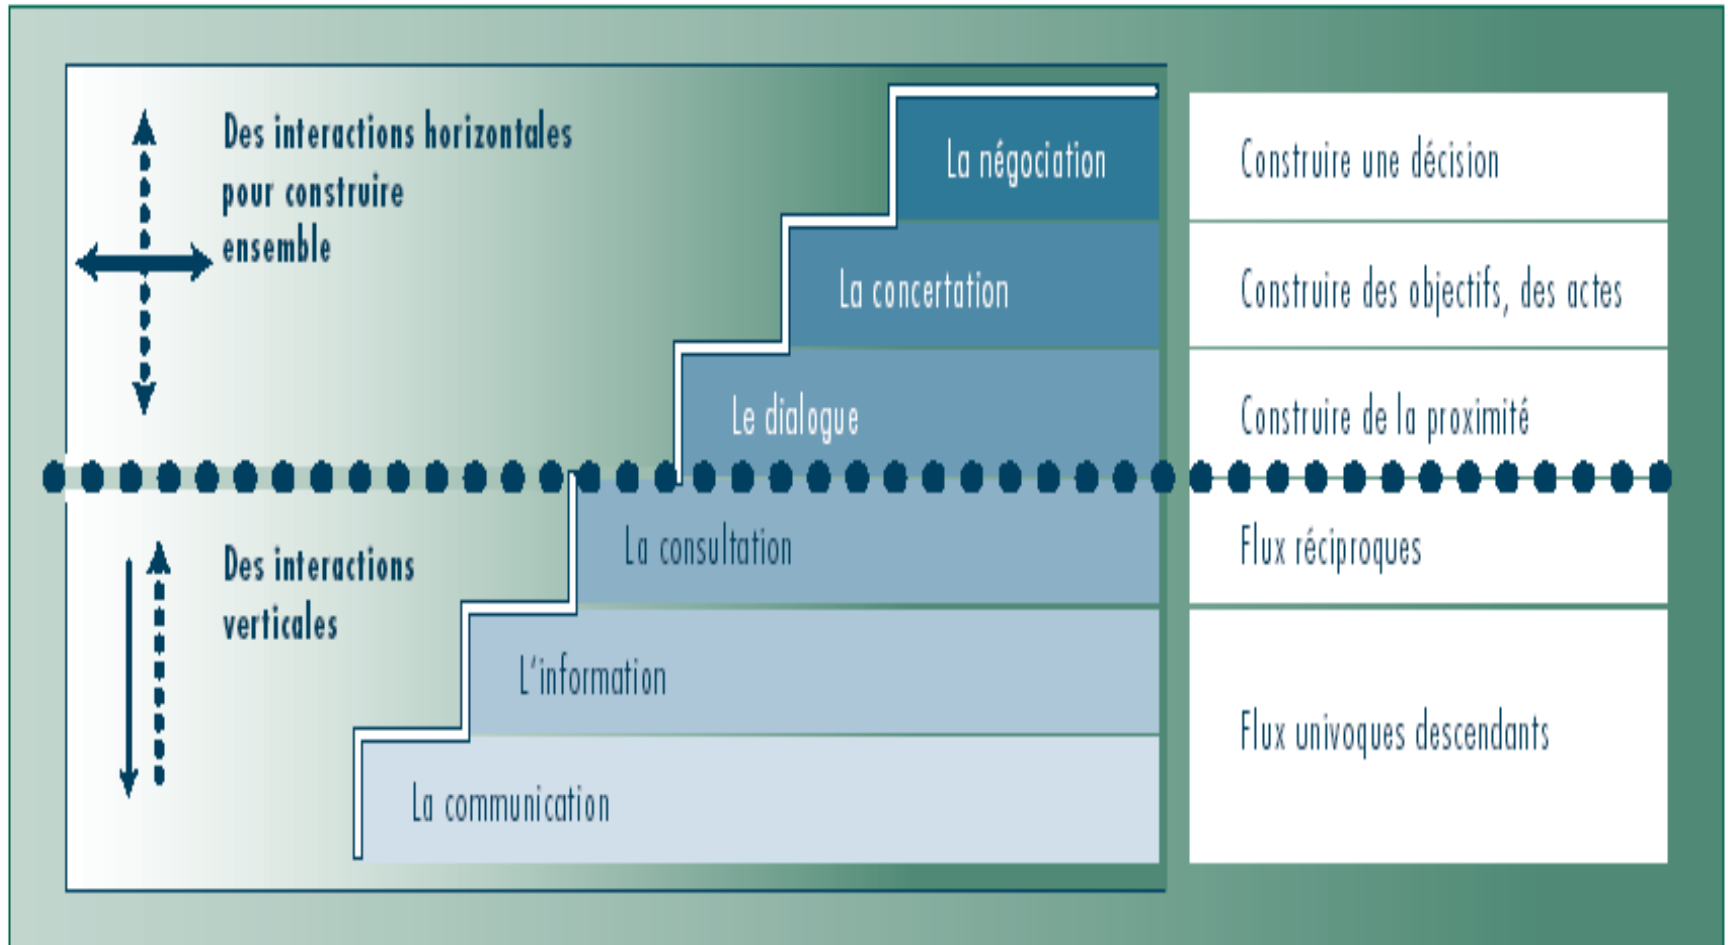 Des interactions horizontales
pour construire
ensemble
La négociation
Construire une décision
La concertation
Construire des objectifs, des actes
Le dialogue
Construire de la proximité
Des interactions
verticales
La consultation
Flux réciproques
L'information
Flux univoques descendants
La communication